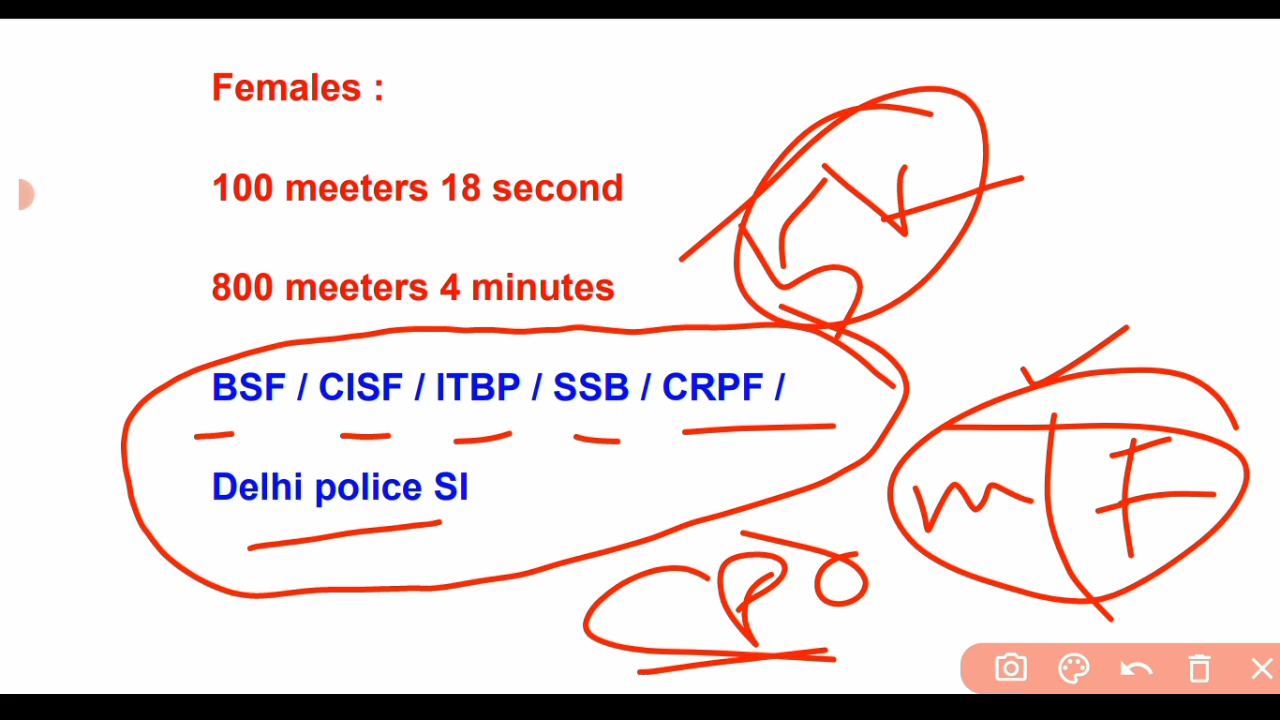 Females :
100 meeters 18 second
800 meeters 4 minutes
BSF / CISF / ITBP / SSB / CRPF /
Delhi police SI
M F
CPO